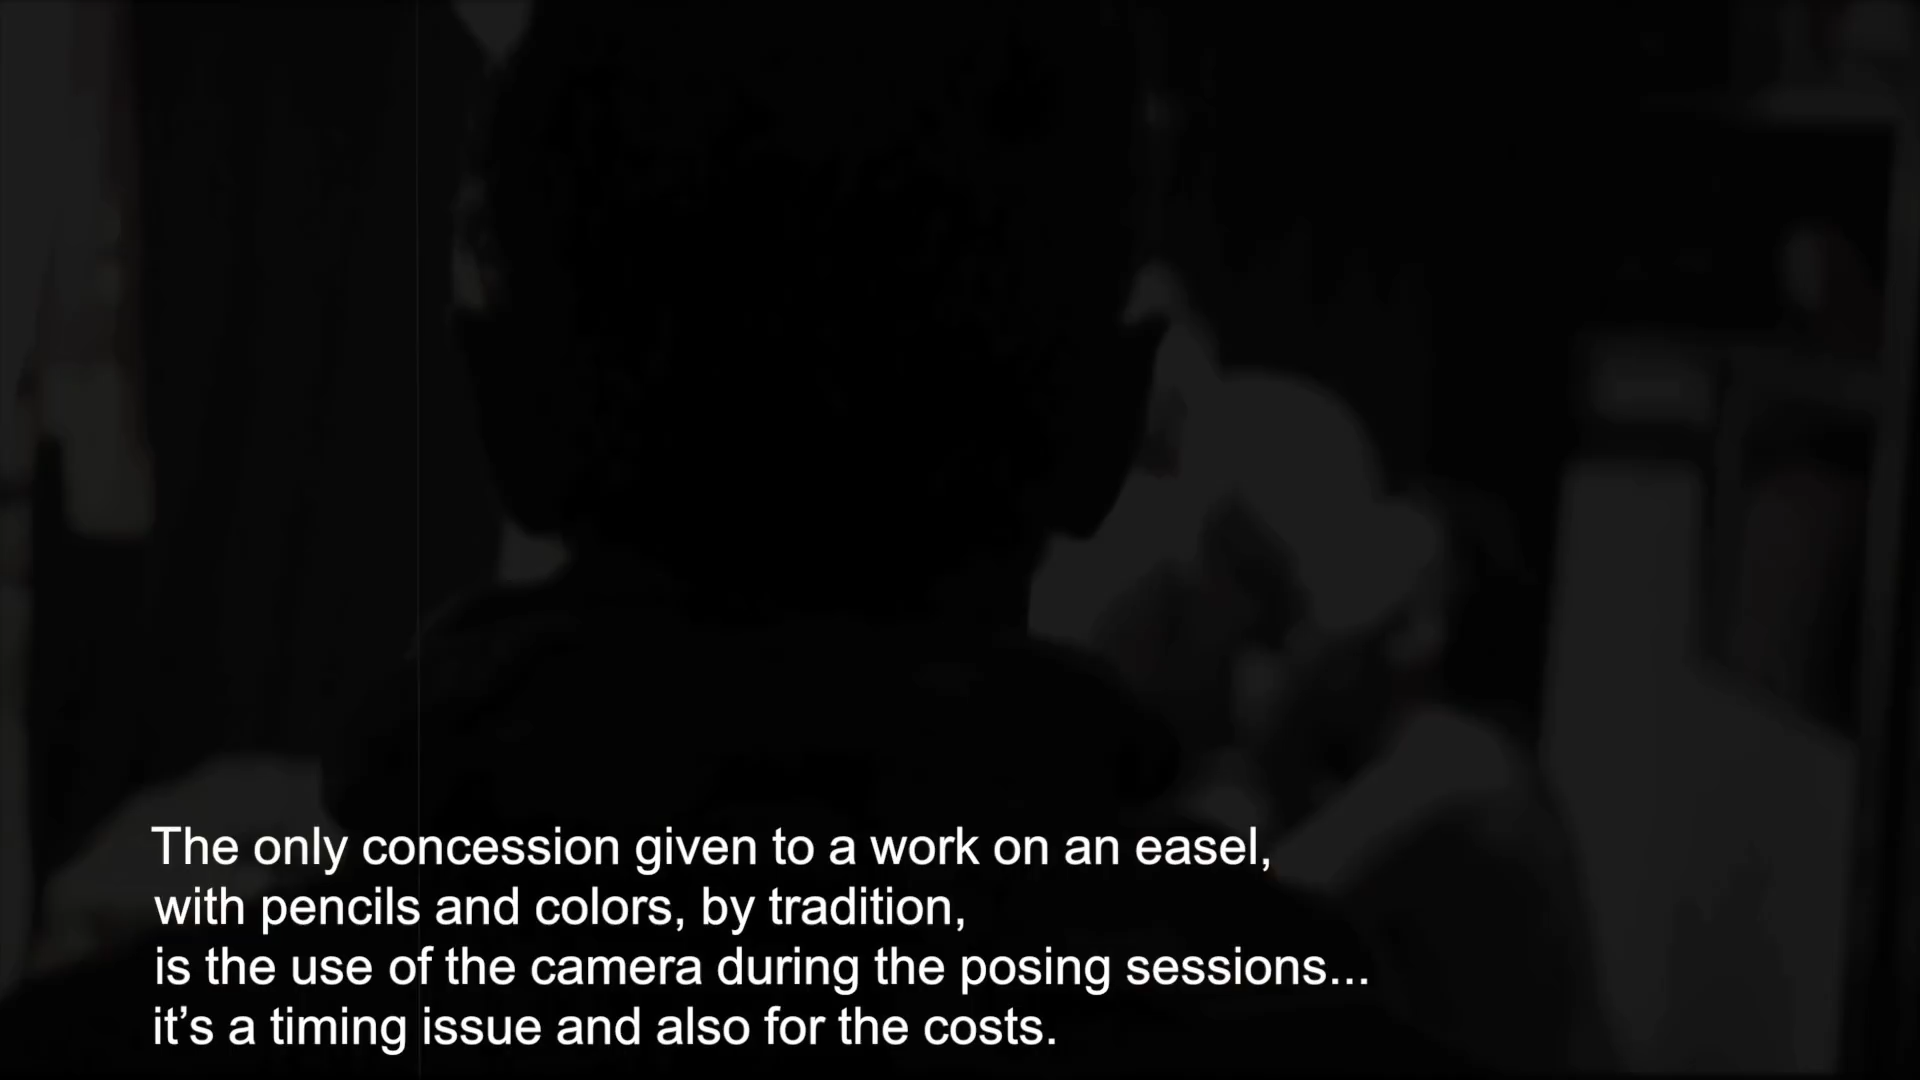 The only concession given to a work on an easel,
with pencils and colors, by tradition,
is the use of the camera during the posing sessions...
it’s a timing issue and also for the costs.